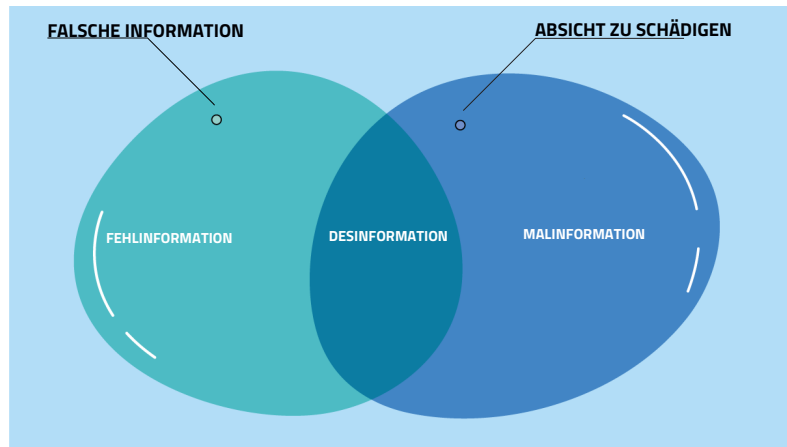 FALSCHE INFORMATION
ABSICHT ZU SCHÄDIGEN
FEHLINFORMATION
DESINFORMATION
MALINFORMATION